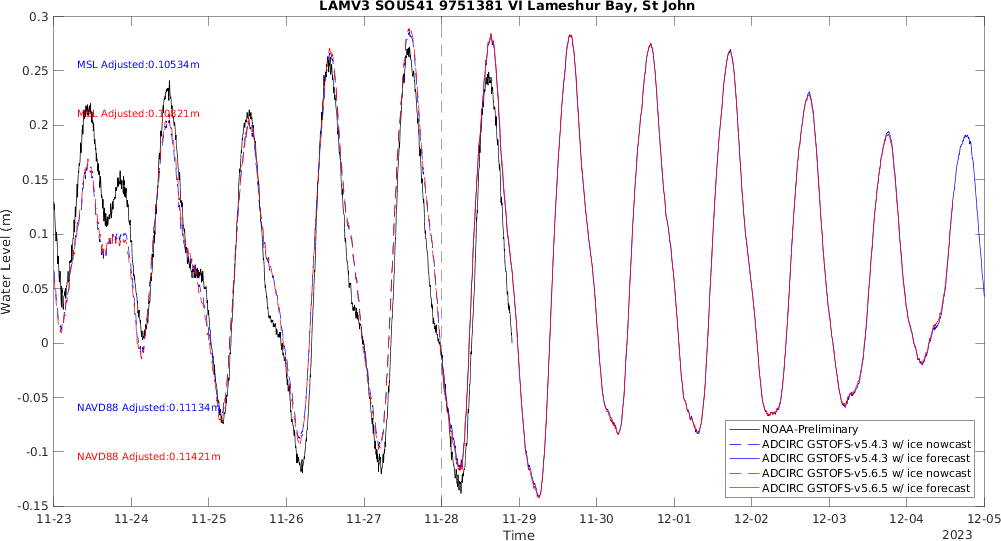 LAMV3 SOUS41 9751381 VI Lameshur Bay, St John
0.3
0.25
0.2
0.15
0.1
0.05
0
-0.05
-0.1
-0.15
Water Level (m)
MSL Adjusted:0.10534m
MSL Adjusted:0.10821m
NAVD88 Adjusted:0.11134m
NAVD88 Adjusted:0.11421m
NOAA-Preliminary
ADCIRC GSTOFS-v5.4.3 w/ ice nowcast
ADCIRC GSTOFS-v5.4.3 w/ ice forecast
ADCIRC GSTOFS-v5.6.5 w/ ice nowcast
ADCIRC GSTOFS-v5.6.5 w/ ice forecast
11-23 11-24 11-25 11-26 11-27 11-28 11-29 11-30 12-01 12-02 12-03 12-04 12-05
Time
2023